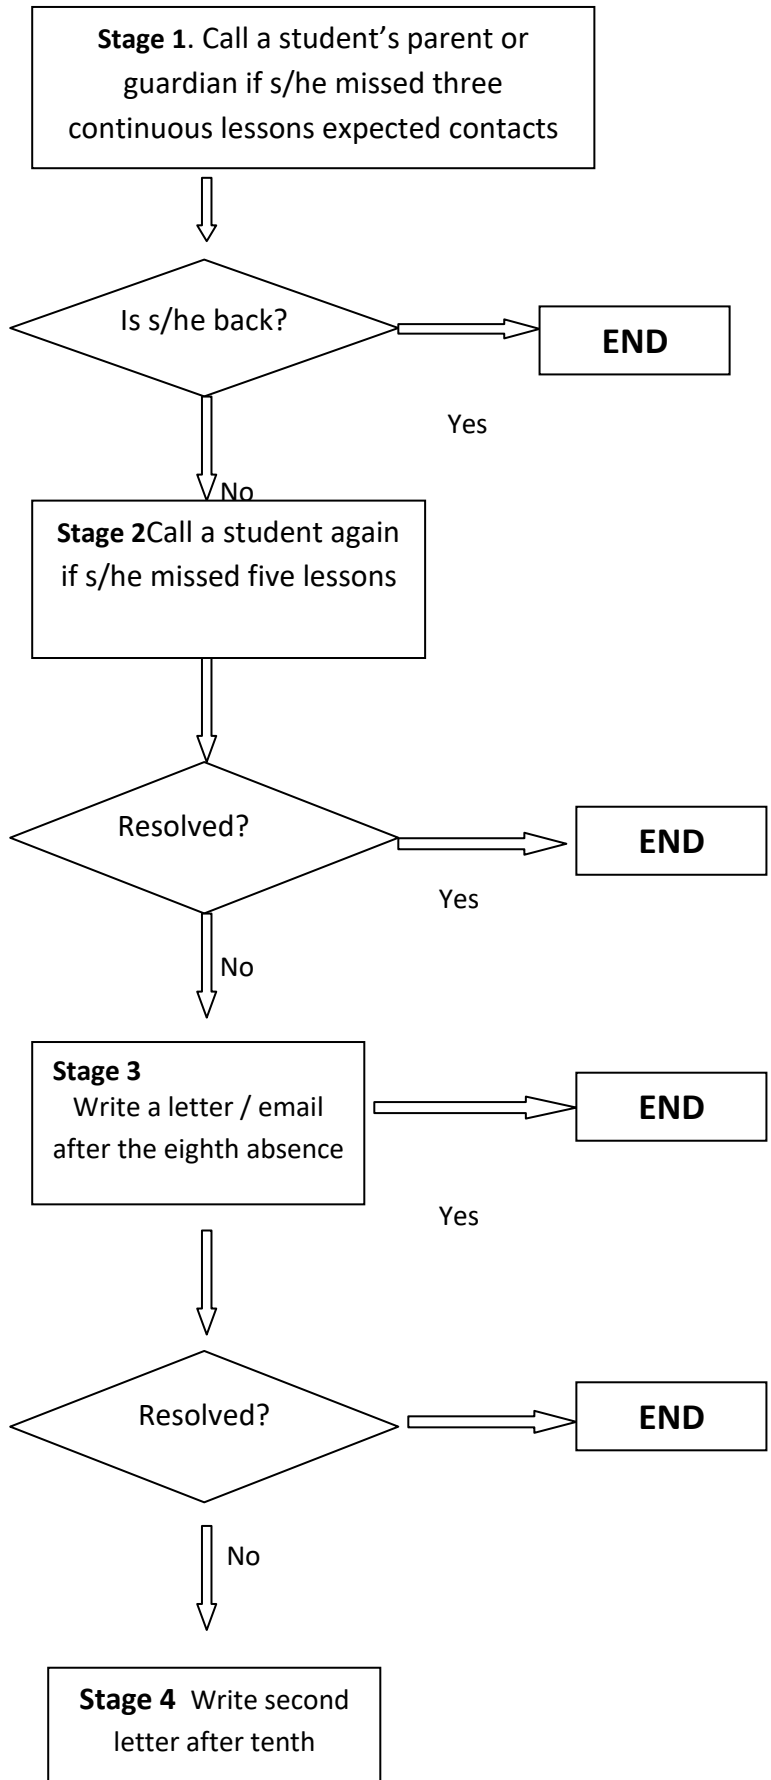 Stage 1. Call a student’s parent or
guardian if s/he missed three
continuous lessons expected contacts
Is s/he back?
END
Yes
No
Stage 2Call a student again
if s/he missed five lessons
Resolved?
END
Yes
No
Stage 3
Write a letter / email
after the eighth absence
END
Yes
Resolved?
END
No
Stage 4 Write second
letter after tenth